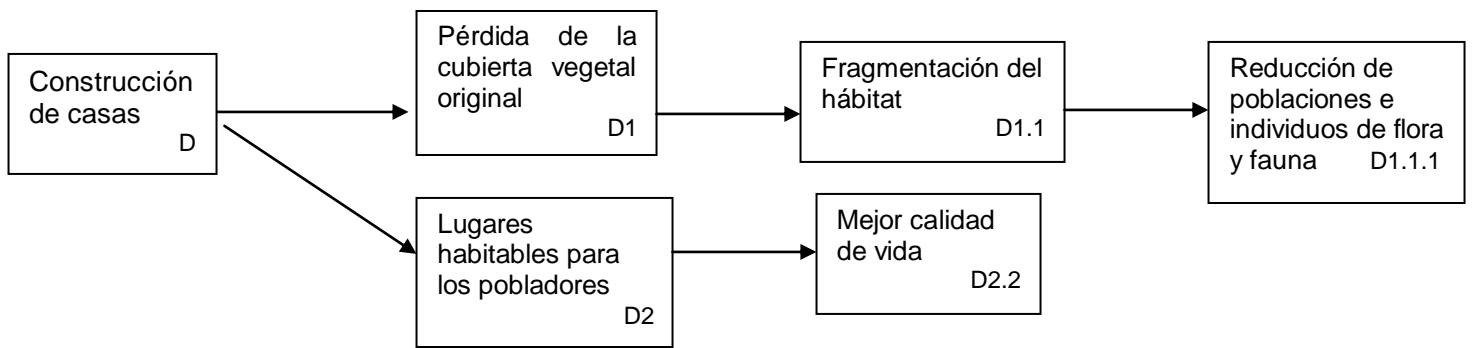 Construcción
de casas
D
Pérdida de la
cubierta vegetal
original
D1
Fragmentación del
hábitat
D1.1
Reducción de
poblaciones e
individuos de flora
y fauna D1.1.1
Lugares
habitables para
los pobladores
D2
Mejor calidad
de vida
D2.2